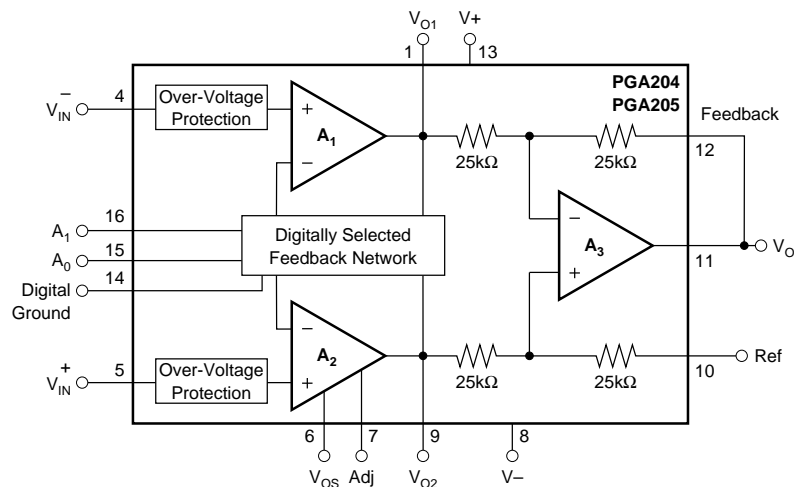 V_O1 V+
1 13
PGA204
PGA205
– V_IN 4 Over-Voltage
Protection
+ A_1 –
25kΩ 25kΩ
Feedback
12
A_1 16
A_0 15
14
Digital
Ground
Digitally Selected
Feedback Network
– A_3 +
11 V_O
+ V_IN 5 Over-Voltage
Protection
– A_2 +
25kΩ 25kΩ
10 Ref
6 7 9 8
V_OS Adj V_O2 V–